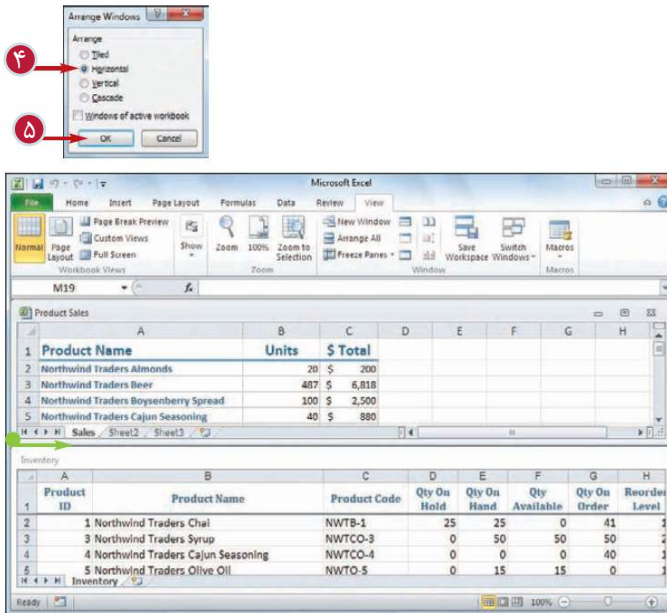 Arrange Windows
Arrange
Tiled
۴
Horizontal
Vertical
Cascade
Windows of active workbook
۵
OK Cancel
Microsoft Excel
File Home Insert Page Layout Formulas Data Review View
Normal Page Layout Page Break Preview Custom Views Full Screen Show Zoom 100% Zoom to Selection New Window Arrange All Freeze Panes Save Workspace Switch Windows Macros
Workbook Views Zoom Window Macros
M19 fx
Product Sales
A B C D E F G H
1 Product Name Units $ Total
2 Northwind Traders Almonds 20 $ 200
3 Northwind Traders Beer 487 $ 6,818
4 Northwind Traders Boysenberry Spread 100 $ 2,500
5 Northwind Traders Cajun Seasoning 40 $ 880
Sales Sheet2 Sheet3
Inventory
A B C D E F G H
1 Product ID Product Name Product Code Qty On Hold Qty On Hand Qty Available Qty On Order Reorder Level
2 1 Northwind Traders Chai NWTB-1 25 25 0 41
3 3 Northwind Traders Syrup NWTCO-3 0 50 50 50
4 4 Northwind Traders Cajun Seasoning NWTCO-4 0 0 0 40
5 5 Northwind Traders Olive Oil NWTO-5 0 15 15 0
Inventory
Ready 100%